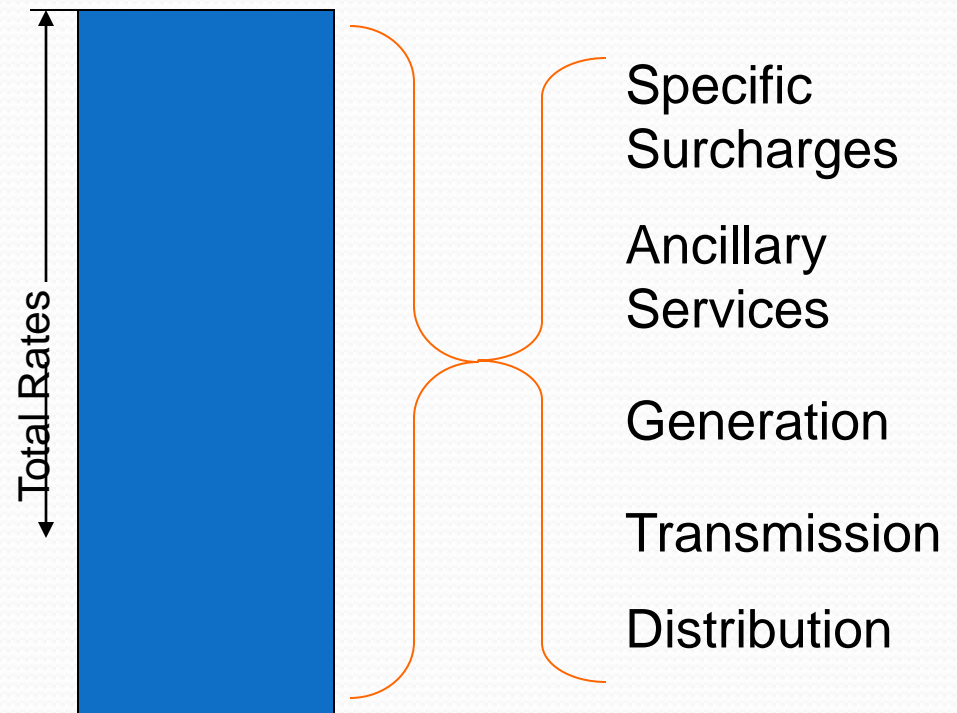 Total Rates
Specific
Surcharges
Ancillary
Services
Generation
Transmission
Distribution